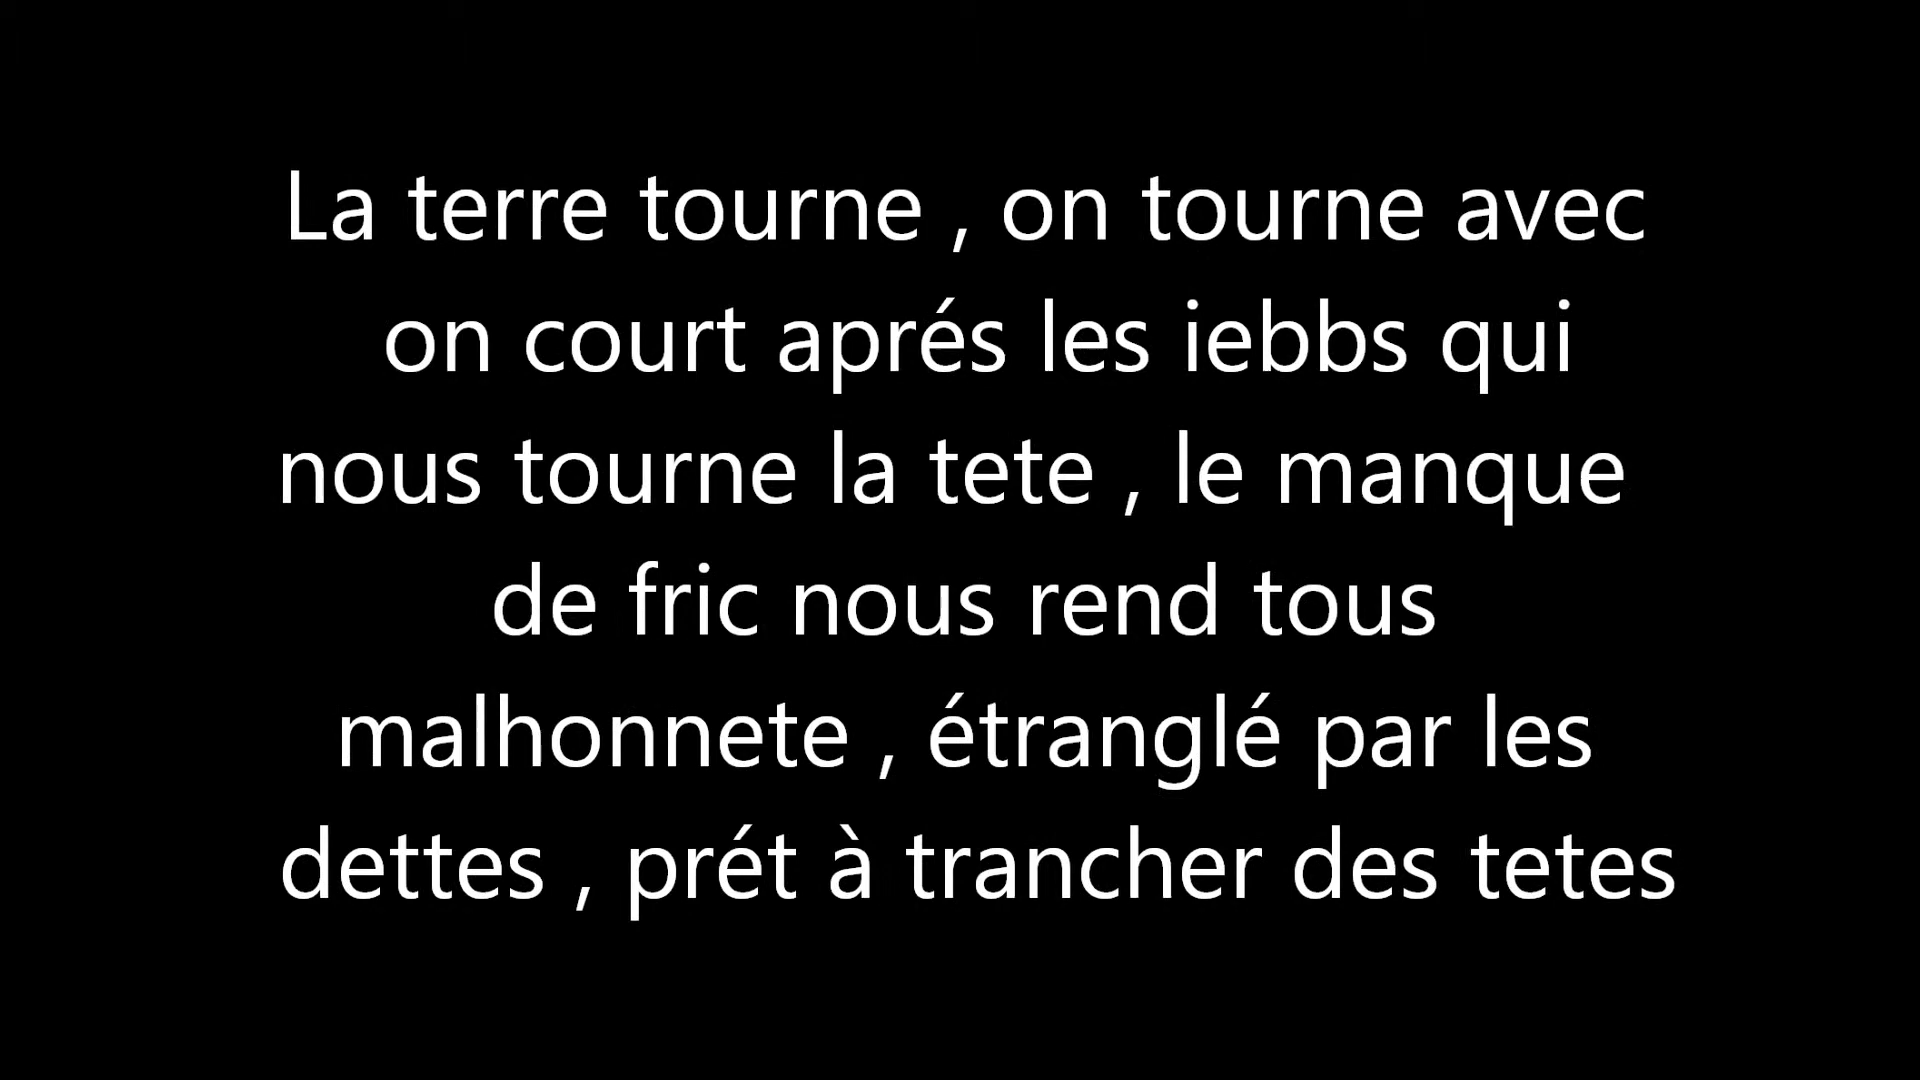 La terre tourne , on tourne avec
on court aprés les iebbs qui
nous tourne la tete , le manque
de fric nous rend tous
malhonnete , étranglé par les
dettes , prét à trancher des tetes